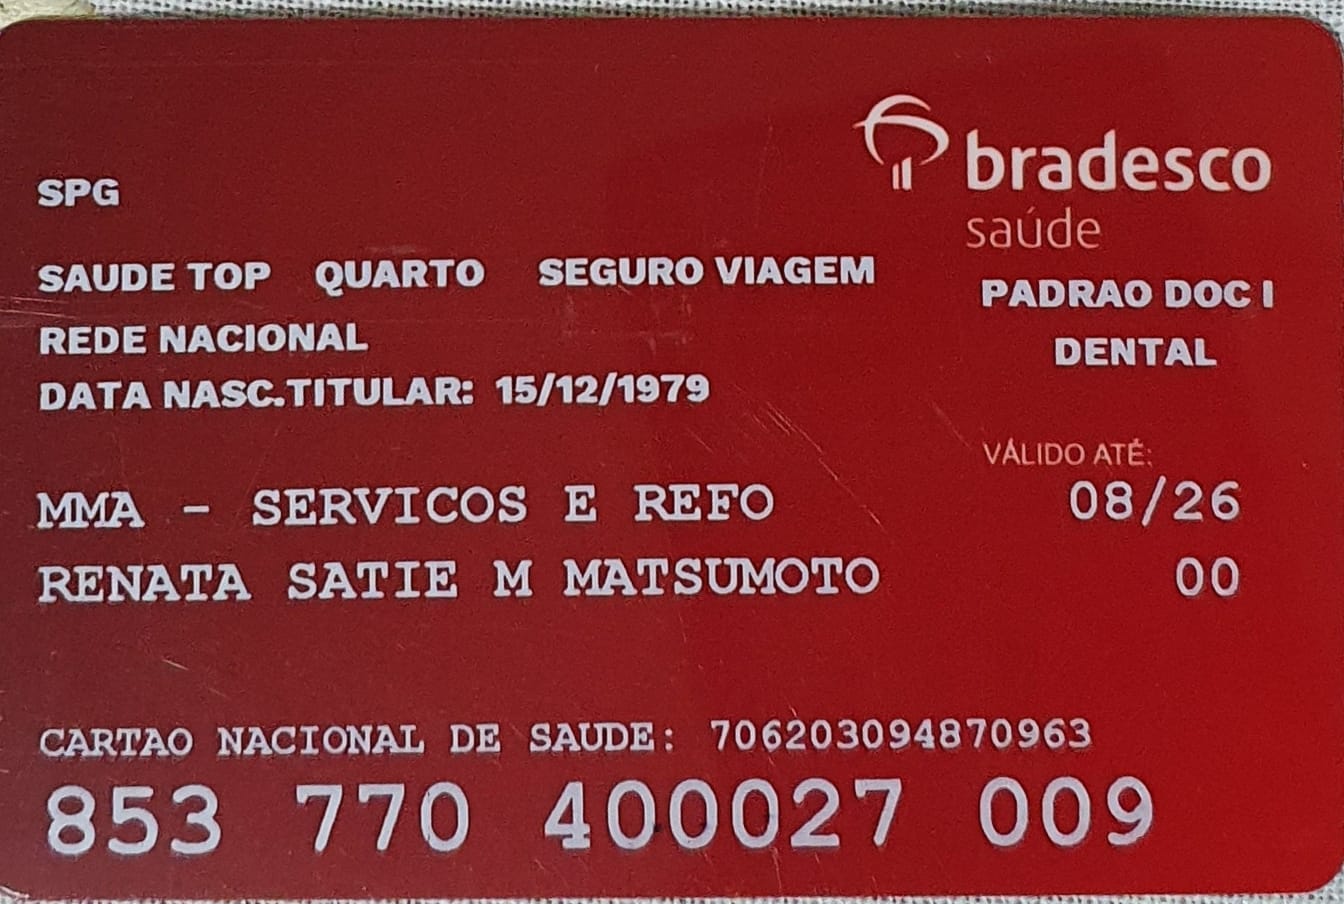 bradesco
saúde
SPG
SAUDE TOP QUARTO SEGURO VIAGEM
PADRAO DOC I
REDE NACIONAL
DENTAL
DATA NASC.TITULAR: 15/12/1979
VÁLIDO ATÉ:
MMA - SERVICOS E REFO 08/26
RENATA SATIE M MATSUMOTO 00
CARTAO NACIONAL DE SAUDE: 706203094870963
853 770 400027 009